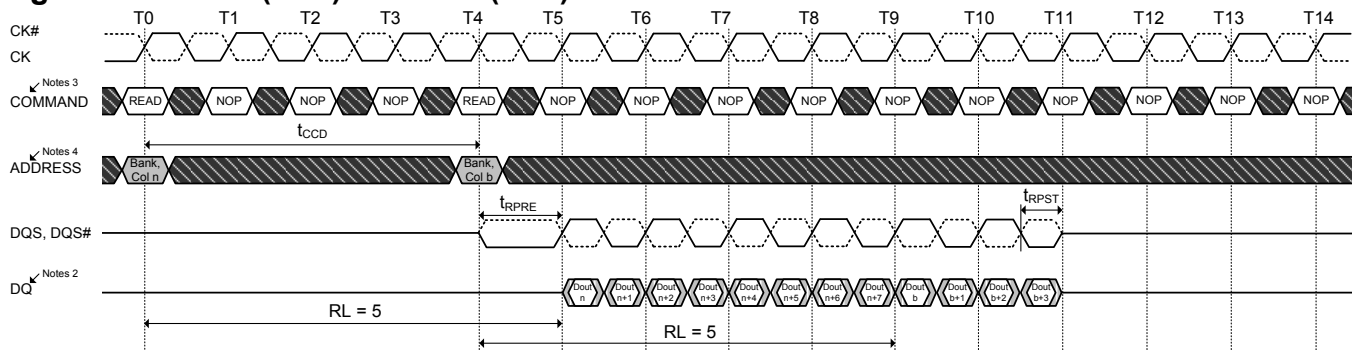 T0 T1 T2 T3 T4 T5 T6 T7 T8 T9 T10 T11 T12 T13 T14
CK#
CK
Notes 3
COMMAND READ NOP NOP NOP READ NOP NOP NOP NOP NOP NOP NOP NOP NOP NOP
tCCD
Notes 4
ADDRESS Bank, Col n Bank, Col b
tRPRE tRPST
DQS, DQS#
Notes 2
DQ Dout n Dout n+1 Dout n+2 Dout n+3 Dout n+4 Dout n+5 Dout n+6 Dout n+7 Dout b Dout b+1 Dout b+2 Dout b+3
RL = 5
RL = 5